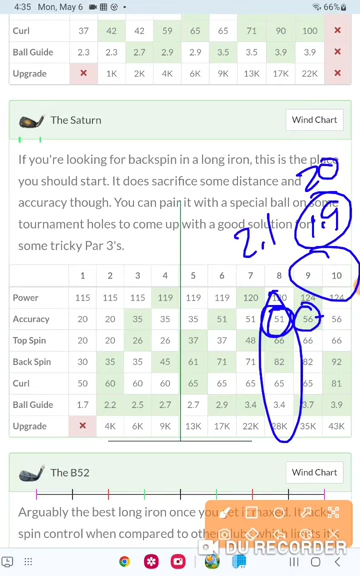 4:35 Mon, May 6 66%
Curl 37 42 42 59 65 65 71 90 100
Ball Guide 2.3 2.3 2.7 2.9 2.9 3.5 3.5 3.9 3.9
Upgrade 1K 2K 4K 6K 9K 13K 17K 22K
The Saturn Wind Chart
If you're looking for backspin in a long iron, this is the place
you should start. It does sacrifice some distance and
accuracy though. You can pair it with a special ball on some
tournament holes to come up with a good solution for
some tricky Par 3's.
20
1.9
2.1
1 2 3 4 5 6 7 8 9 10
Power 115 115 115 119 119 119 120 120 124 124
Accuracy 20 20 35 35 35 51 51 51 56 56
Top Spin 20 20 26 26 37 37 48 66 66 66
Back Spin 30 35 35 45 61 71 71 82 82 92
Curl 50 60 60 60 65 65 65 65 65 81
Ball Guide 1.7 2.2 2.5 2.7 2.7 2.9 3.4 3.4 3.7 3.9
Upgrade 4K 6K 9K 13K 17K 22K 28K 35K 43K
The B52 Wind Chart
Arguably the best long iron once you get it maxed. It lacks
spin control when compared to other clubs which limits it's
DU RECORDER